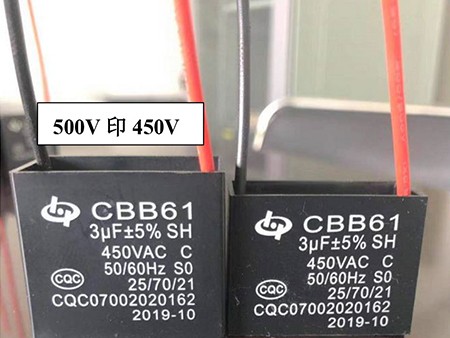 500V 印 450V
CBB61
3μF±5% SH
450VAC C
50/60Hz S0
25/70/21
CQC
CQC07002020162
2019-10
CBB61
3μF±5% SH
450VAC C
50/60Hz S0
25/70/21
CQC
CQC07002020162
2019-10